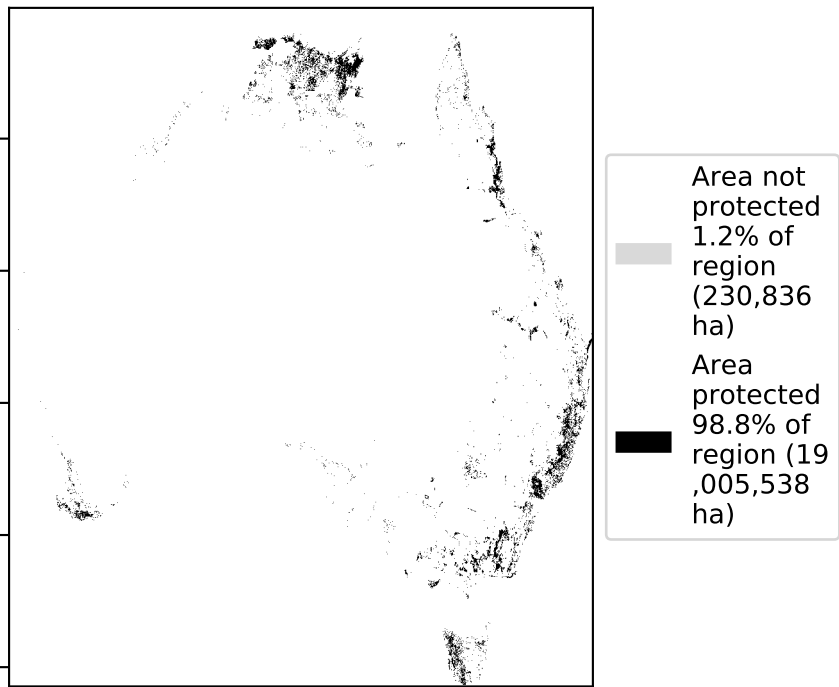 Area not
protected
1.2% of
region
(230,836
ha)
Area
protected
98.8% of
region (19
,005,538
ha)